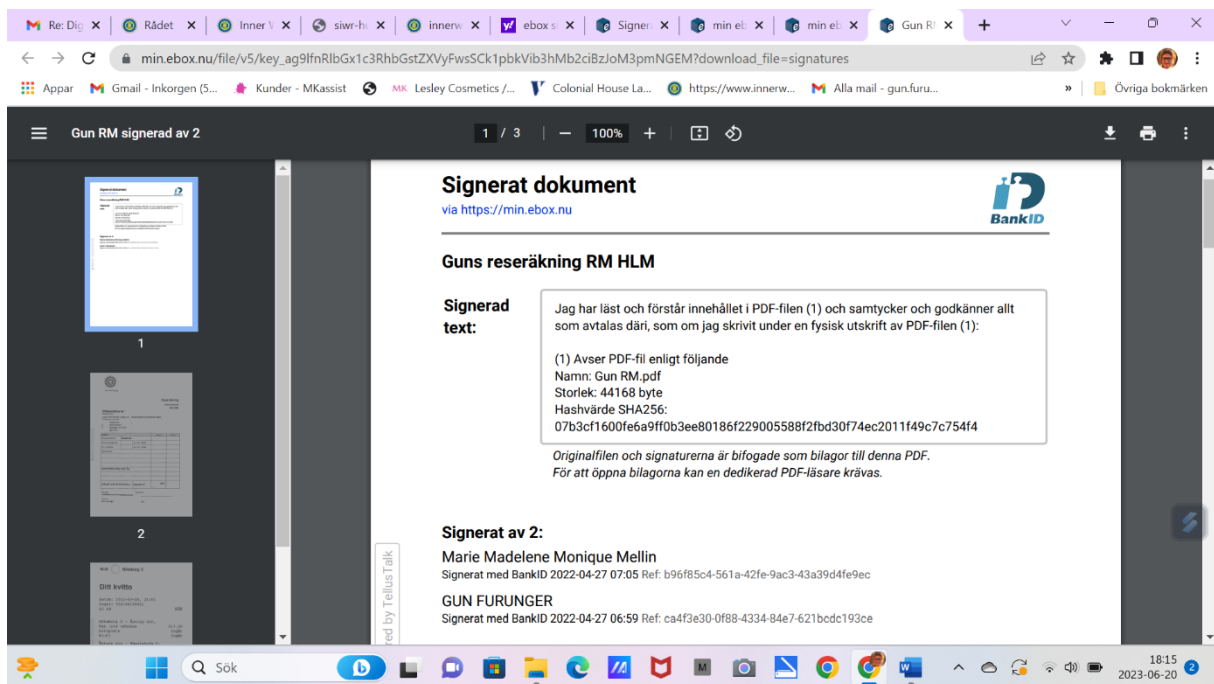 Re: Dig
Rådet
Inner W
siwr-hu
innerw
ebox si
Signera
min eb
min eb
Gun RM
min.ebox.nu/file/v5/key_ag9lfnRlbGx1c3RhbGstZXVyFwsSCk1pbkVib3hMb2ciBzJoM3pmNGEM?download_file=signatures
Appar
Gmail - Inkorgen (5...
Kunder - MKassist
MK Lesley Cosmetics /...
Colonial House La...
https://www.innerw...
Alla mail - gun.furu...
»
Övriga bokmärken
Gun RM signerad av 2
1 / 3
100%
1
2
Ditt kvitto
Signerat dokument
via https://min.ebox.nu
BankID
Guns reseräkning RM HLM
Signerad
text:
Jag har läst och förstår innehållet i PDF-filen (1) och samtycker och godkänner allt
som avtalas däri, som om jag skrivit under en fysisk utskrift av PDF-filen (1):
(1) Avser PDF-fil enligt följande
Namn: Gun RM.pdf
Storlek: 44168 byte
Hashvärde SHA256:
07b3cf1600fe6a9ff0b3ee80186f229005588f2fbd30f74ec2011f49c7c754f4
Originalfilen och signaturerna är bifogade som bilagor till denna PDF.
För att öppna bilagorna kan en dedikerad PDF-läsare krävas.
Signerat av 2:
Marie Madelene Monique Mellin
Signerat med BankID 2022-04-27 07:05 Ref: b96f85c4-561a-42fe-9ac3-43a39d4fe9ec
GUN FURUNGER
Signerat med BankID 2022-04-27 06:59 Ref: ca4f3e30-0f88-4334-84e7-621bcdc193ce
red by TellusTalk
Sök
18:15
2023-06-20
2